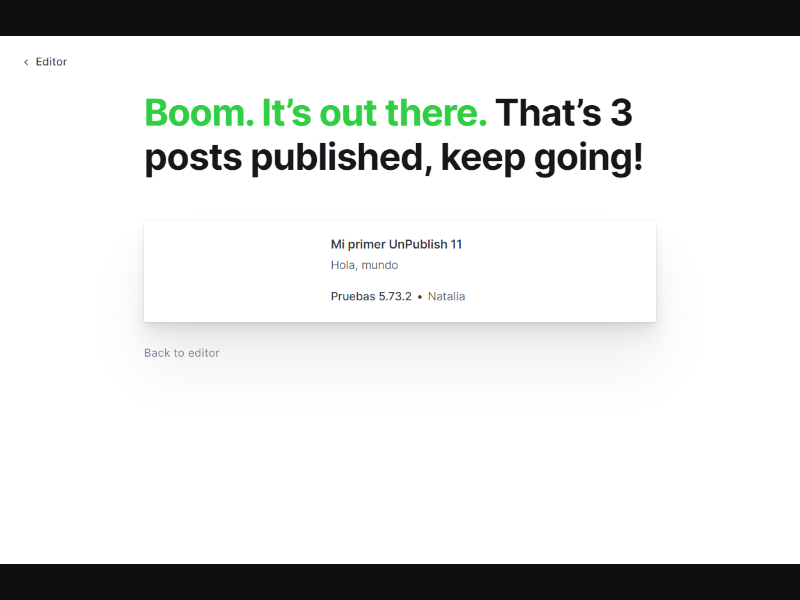 Editor
Boom. It's out there. That's 3
posts published, keep going!
Mi primer UnPublish 11
Hola, mundo
Pruebas 5.73.2 • Natalia
Back to editor